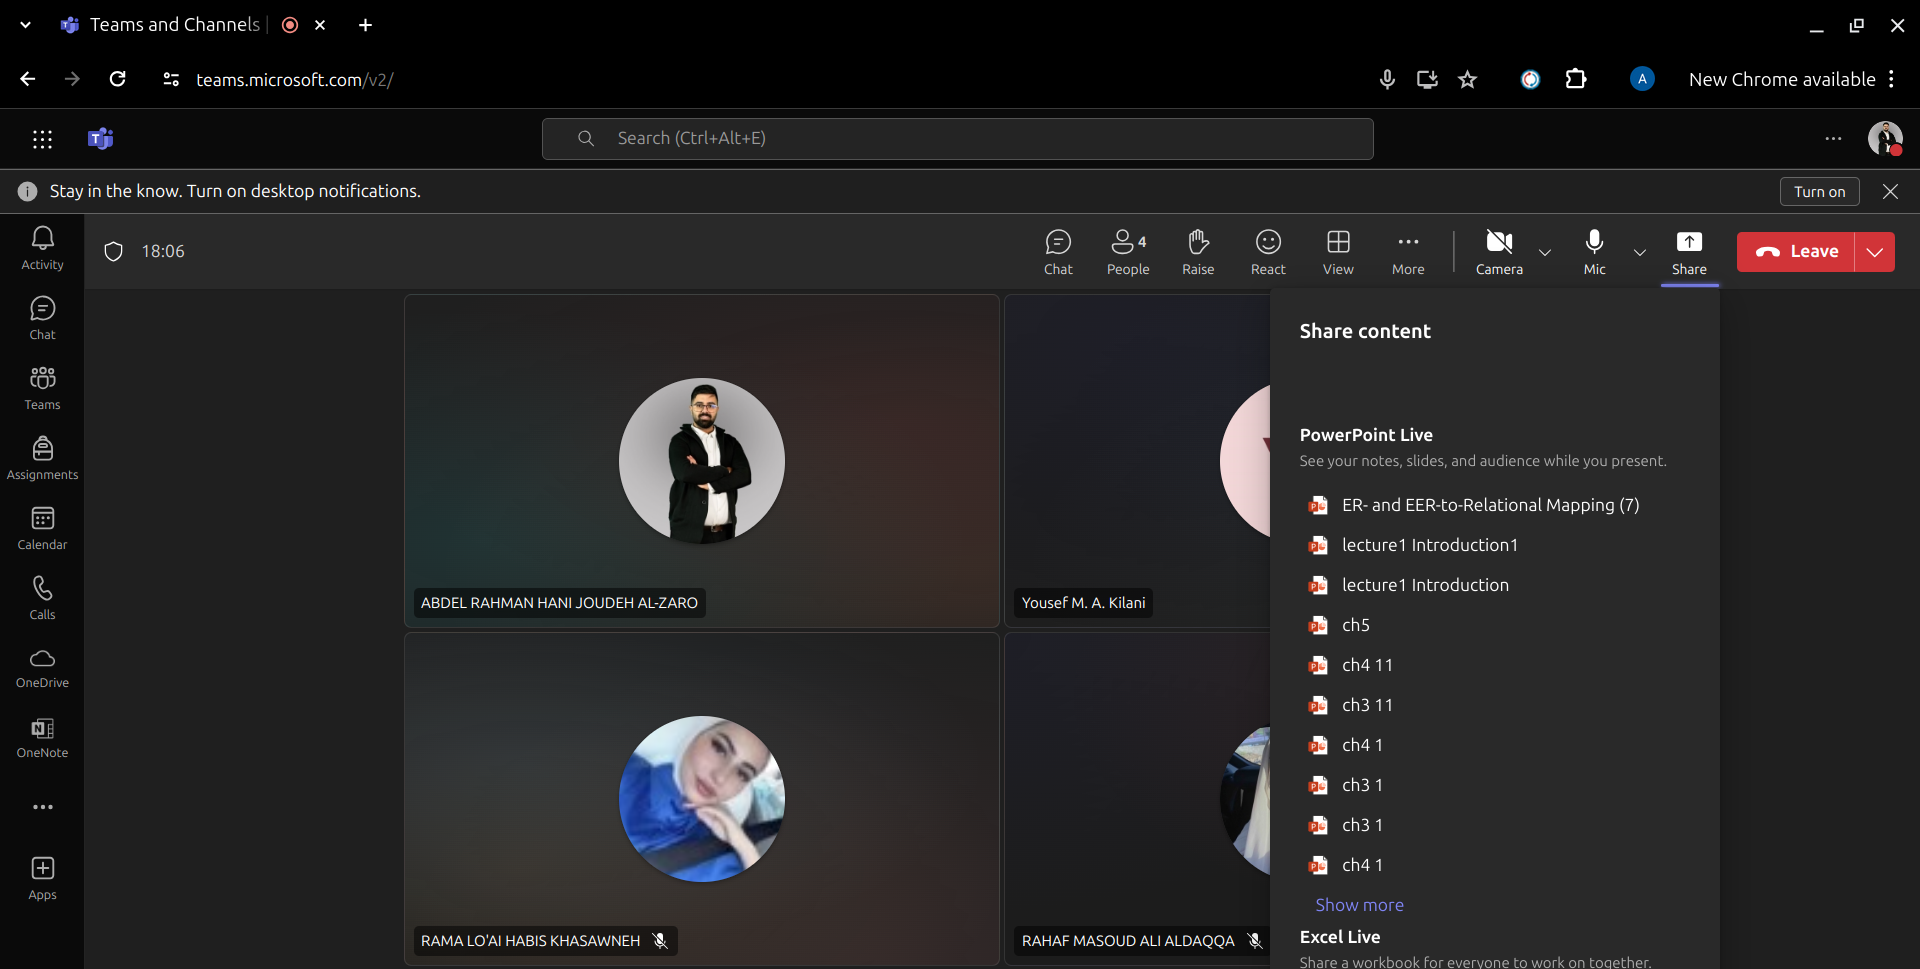 Teams and Channels
teams.microsoft.com/v2/
A
New Chrome available
Search (Ctrl+Alt+E)
Stay in the know. Turn on desktop notifications.
Turn on
18:06
Chat
People
4
Raise
React
View
More
Camera
Mic
Share
Leave
Activity
Chat
Teams
Assignments
Calendar
Calls
OneDrive
OneNote
Apps
ABDEL RAHMAN HANI JOUDEH AL-ZARO
Yousef M. A. Kilani
RAMA LO'AI HABIS KHASAWNEH
RAHAF MASOUD ALI ALDAQQA
Share content
PowerPoint Live
See your notes, slides, and audience while you present.
ER- and EER-to-Relational Mapping (7)
lecture1 Introduction1
lecture1 Introduction
ch5
ch4 11
ch3 11
ch4 1
ch3 1
ch3 1
ch4 1
Show more
Excel Live
Share a workbook for everyone to work on together.